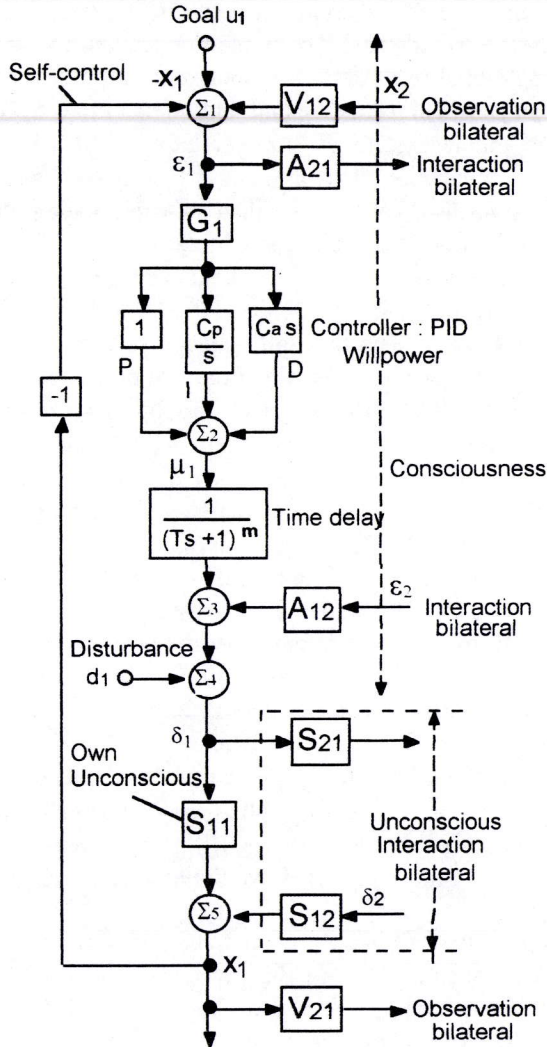 Goal u1
Self-control
-X1
Σ1
V12
X2
Observation
bilateral
ε1
A21
Interaction
bilateral
G1
1
Cp
s
Cas
P
I
D
Controller : PID
Willpower
-1
Σ2
μ1
Consciousness
1
(Ts +1) m
Time delay
Σ3
A12
ε2
Interaction
bilateral
Disturbance
d1
Σ4
δ1
S21
Own
Unconscious
S11
Unconscious
Interaction
bilateral
Σ5
S12
δ2
X1
V21
Observation
bilateral